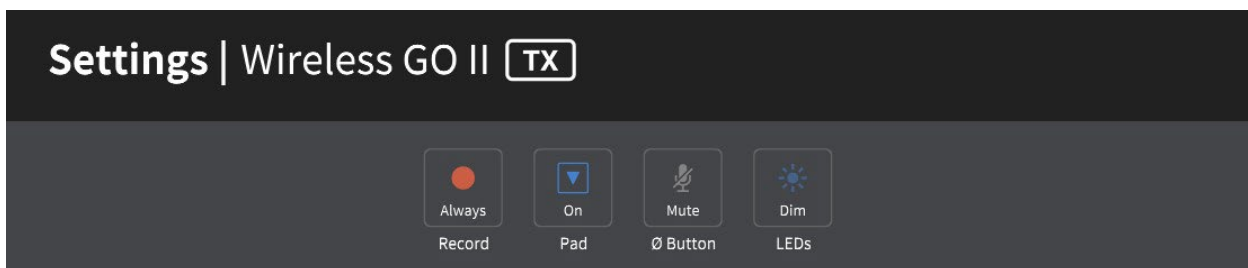 Settings | Wireless GO II TX
Always On Mute Dim
Record Pad Ø Button LEDs